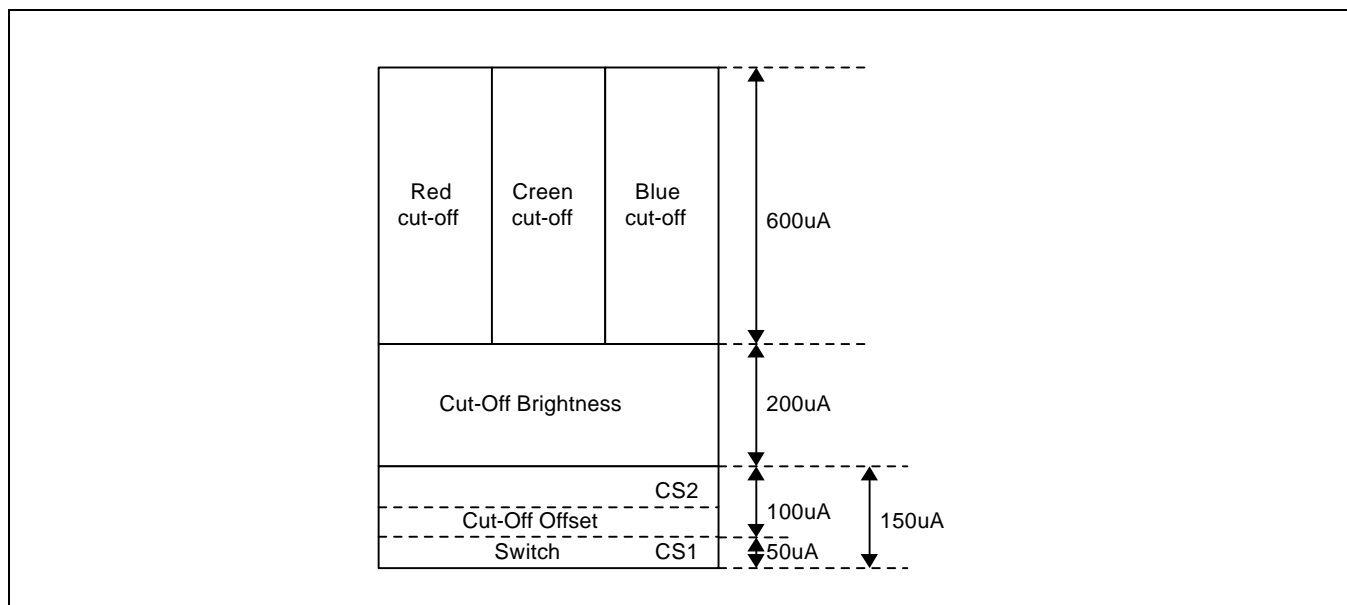 Red
cut-off
Creen
cut-off
Blue
cut-off
600uA
Cut-Off Brightness
200uA
CS2
Cut-Off Offset
100uA
150uA
Switch
CS1
50uA